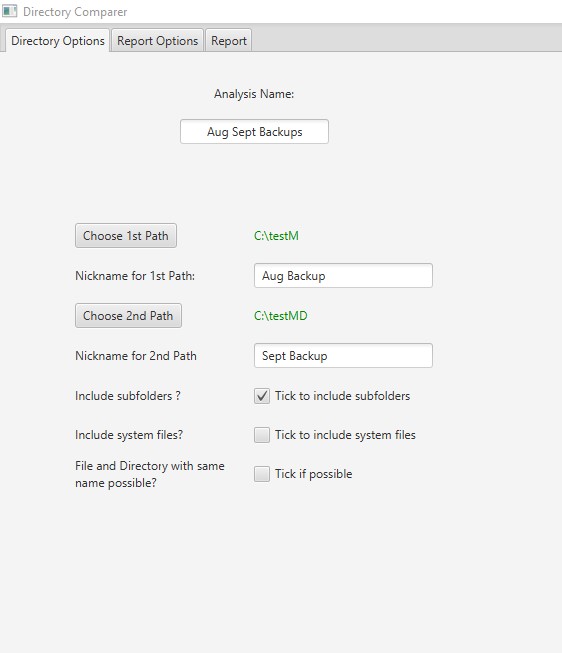 Directory Comparer
Directory Options Report Options Report
Analysis Name:
Aug Sept Backups
Choose 1st Path C:\testM
Nickname for 1st Path: Aug Backup
Choose 2nd Path C:\testMD
Nickname for 2nd Path Sept Backup
Include subfolders ? Tick to include subfolders
Include system files? Tick to include system files
File and Directory with same
name possible? Tick if possible